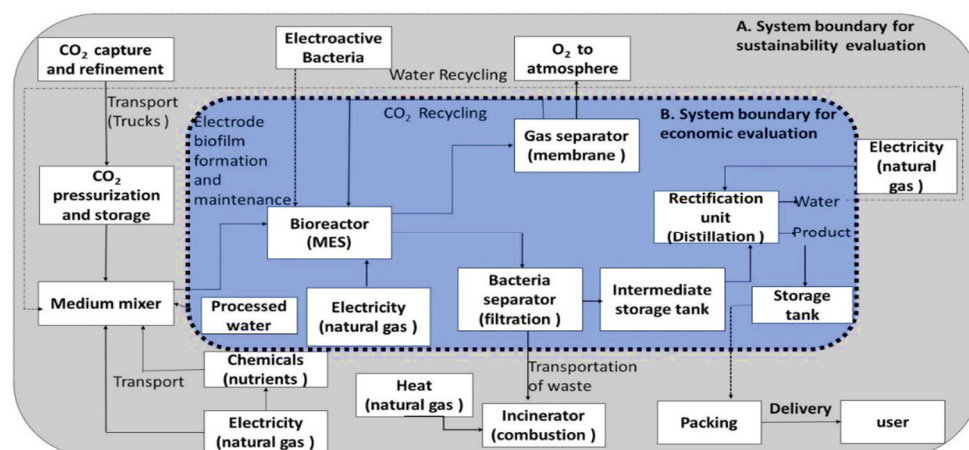 A. System boundary for
sustainability evaluation
CO₂ capture
and refinement
Electroactive
Bacteria
O₂ to
atmosphere
Water Recycling
Transport
(Trucks )
CO₂ Recycling
B. System boundary for
economic evaluation
Electrode
biofilm
formation
and
maintenance
Gas separator
(membrane )
Electricity
(natural
gas )
CO₂
pressurization
and storage
Bioreactor
(MES)
Rectification
unit
(Distillation )
Water
Product
Medium mixer
Processed
water
Electricity
(natural gas )
Bacteria
separator
(filtration )
Intermediate
storage tank
Storage
tank
Chemicals
(nutrients )
Transport
Transportation
of waste
Heat
(natural gas )
Electricity
(natural gas )
Incinerator
(combustion )
Packing
Delivery
user